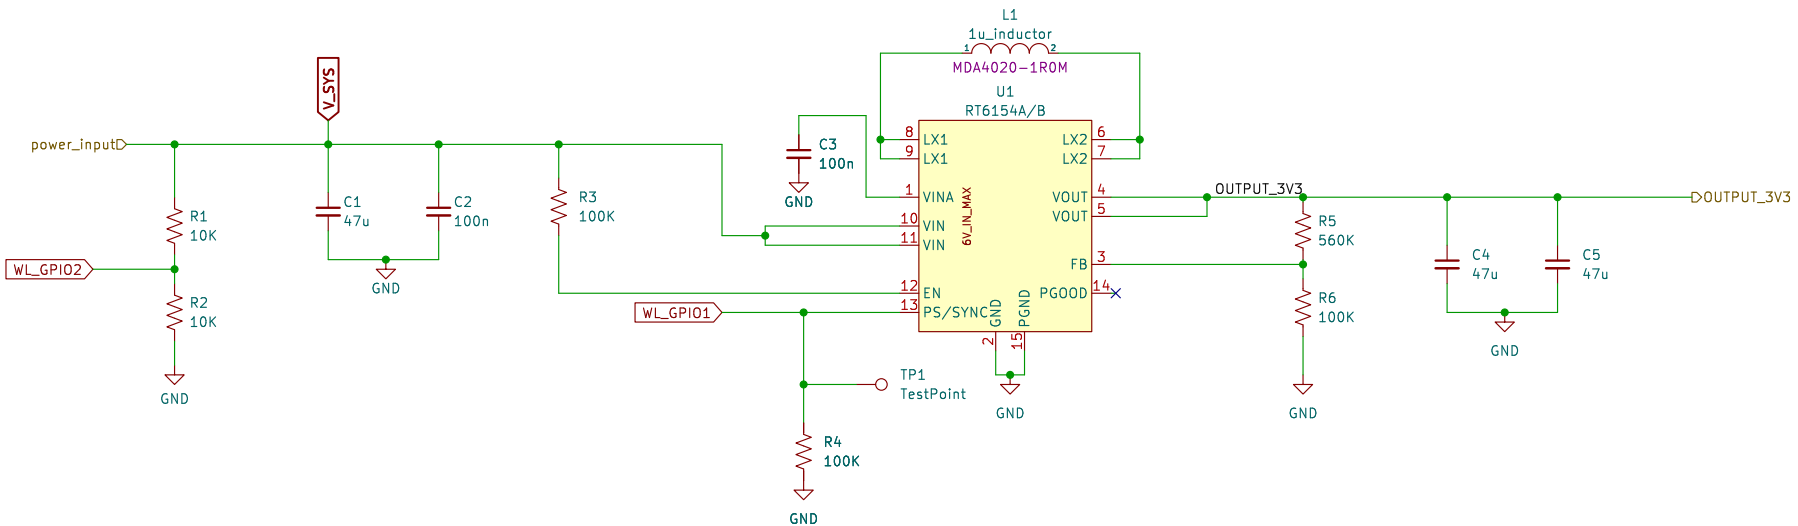 L1
1u_inductor
1
2
MDA4020-1R0M
U1
RT6154A/B
V_SYS
power_input
C3
100n
GND
8
LX1
9
LX1
LX2
6
LX2
7
1
VINA
10
VIN
11
VIN
6V_IN_MAX
VOUT
4
VOUT
5
OUTPUT_3V3
OUTPUT_3V3
R1
10K
C1
47u
C2
100n
R3
100K
R5
560K
FB
3
C4
47u
C5
47u
WL_GPIO2
GND
12
EN
PGOOD
14
R2
10K
WL_GPIO1
13
PS/SYNC
GND
PGND
2
15
R6
100K
GND
GND
TP1
TestPoint
GND
GND
GND
R4
100K
GND